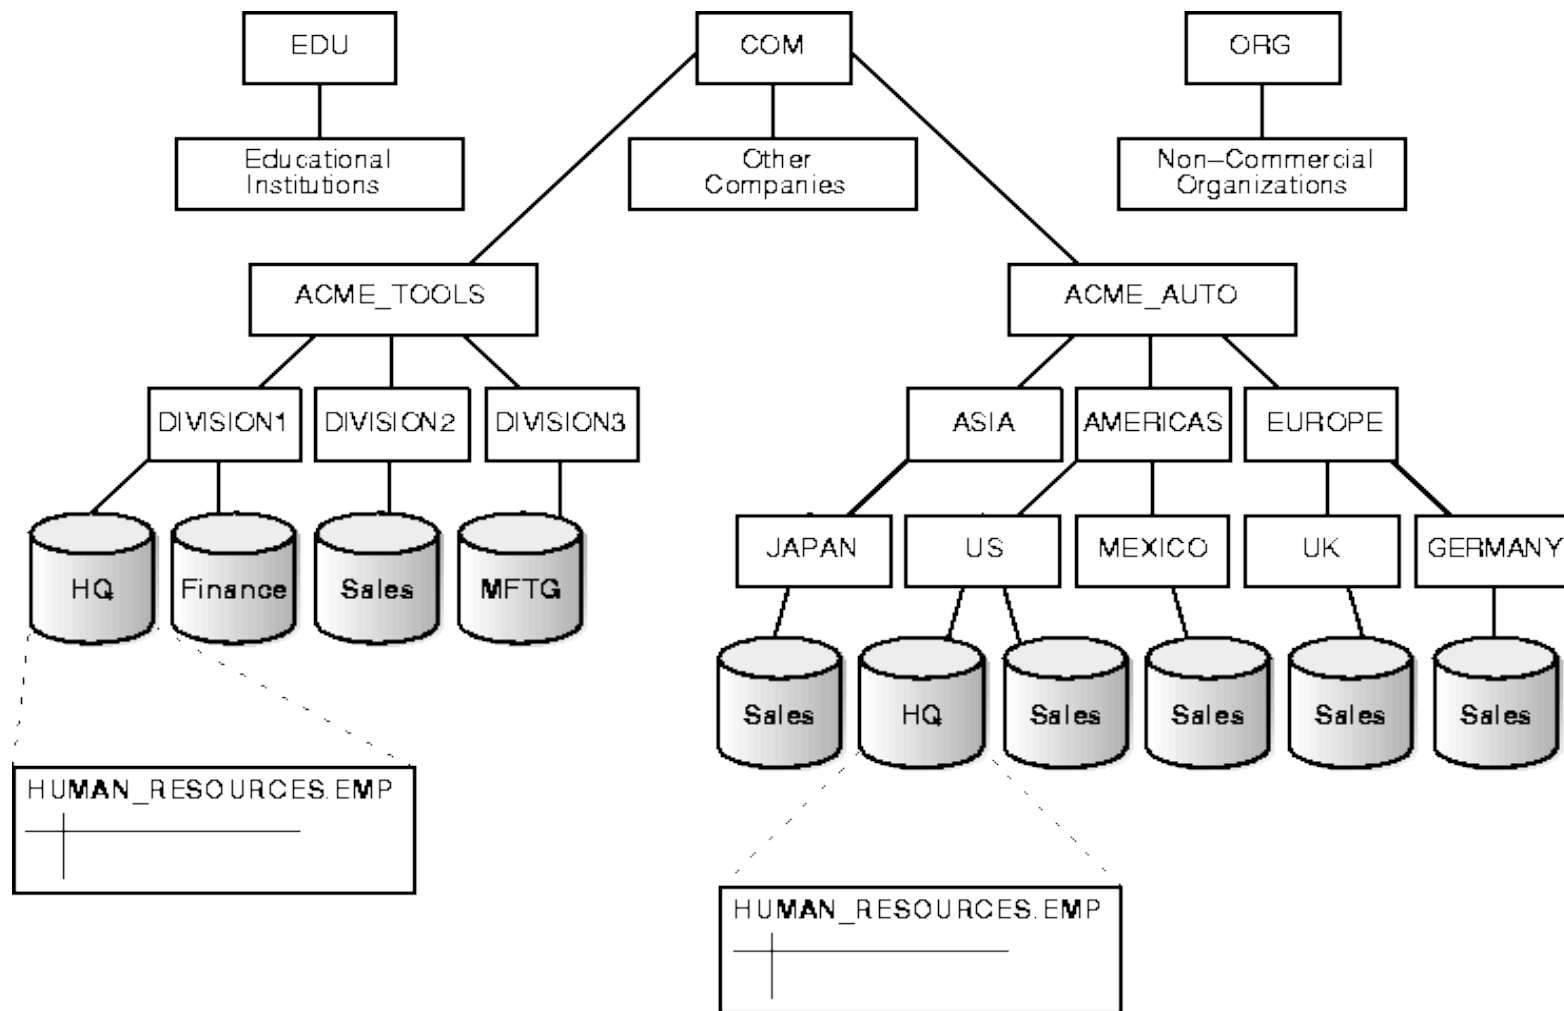 EDU
COM
ORG
Educational
Institutions
Other
Companies
Non-Commercial
Organizations
ACME_TOOLS
ACME_AUTO
DIVISION1
DIVISION2
DIVISION3
ASIA
AMERICAS
EUROPE
HQ
Finance
Sales
MFTG
JAPAN
US
MEXICO
UK
GERMANY
Sales
HQ
Sales
Sales
Sales
Sales
HUMAN_RESOURCES.EMP
HUMAN_RESOURCES.EMP